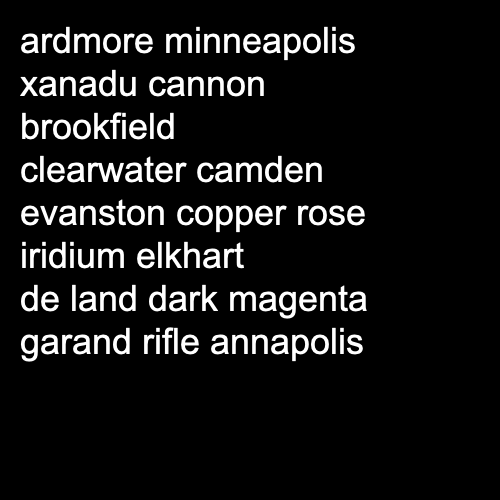 ardmore minneapolis
xanadu cannon
brookfield
clearwater camden
evanston copper rose
iridium elkhart
de land dark magenta
garand rifle annapolis